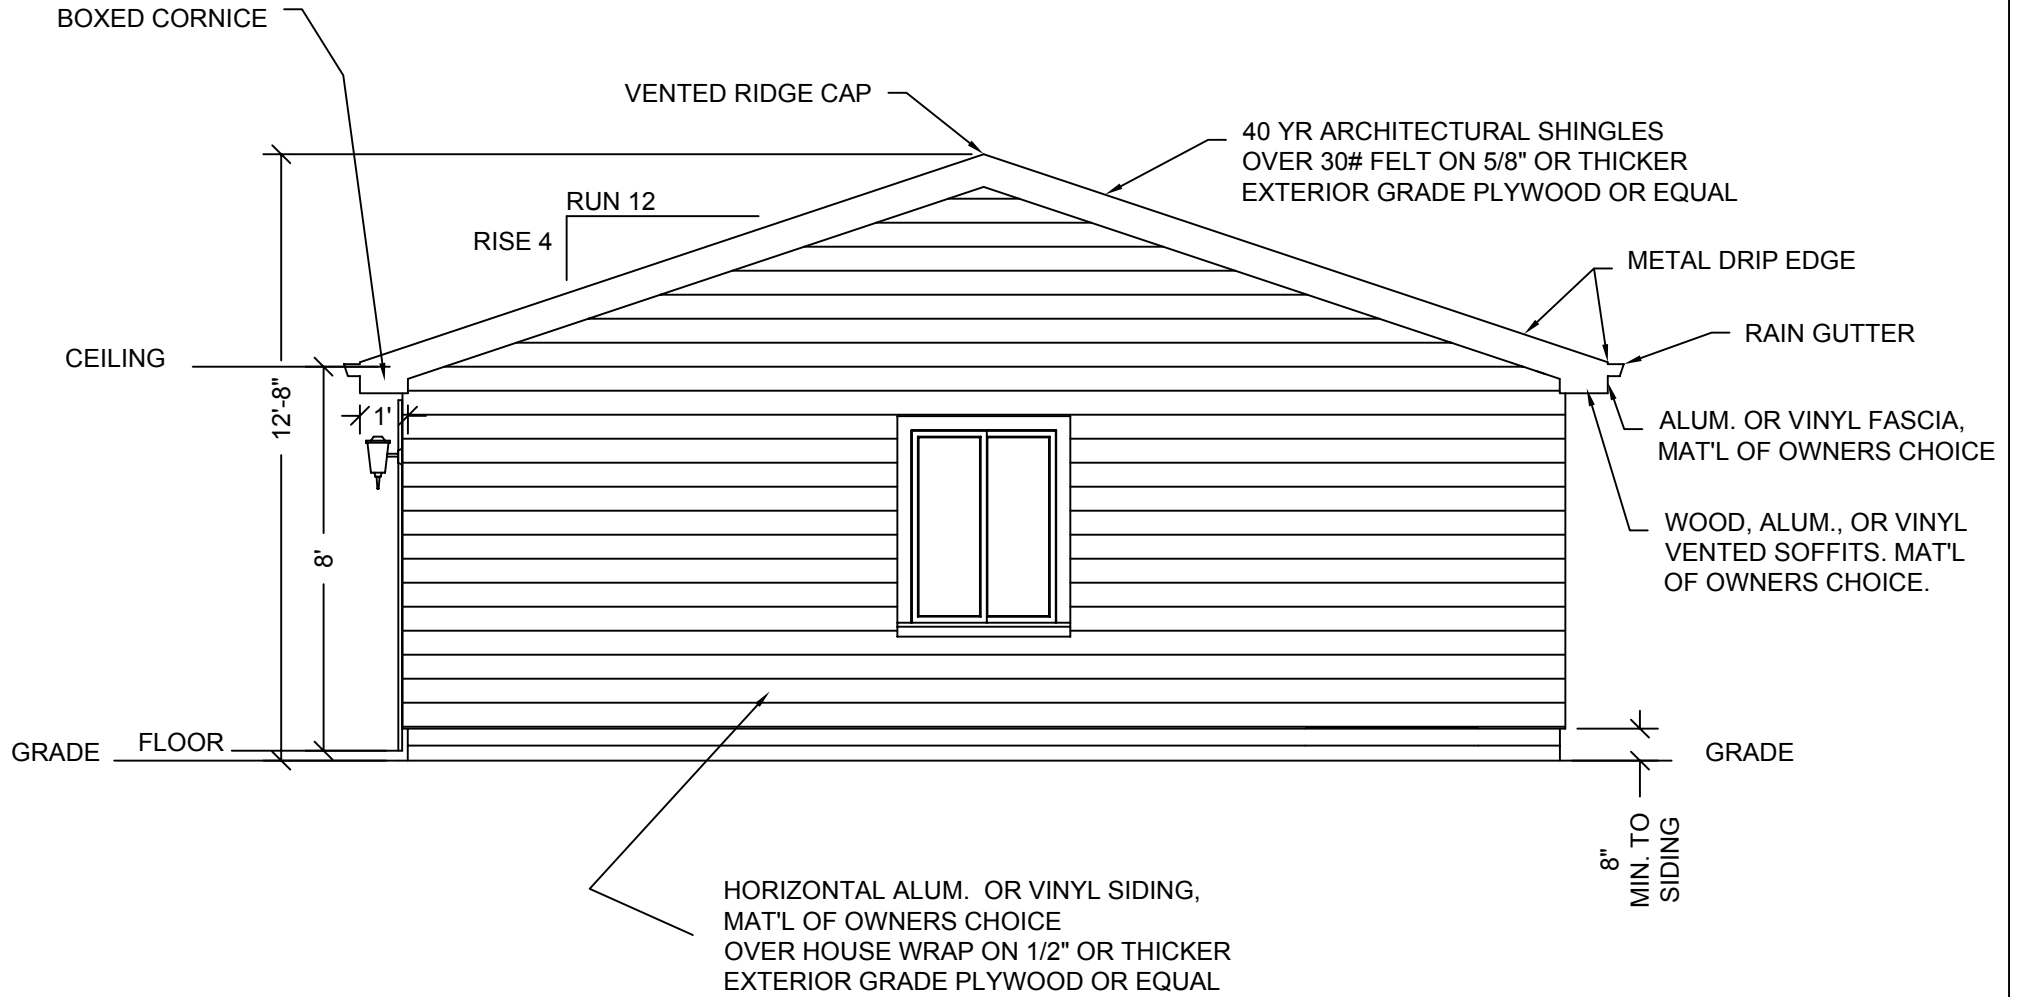 BOXED CORNICE
VENTED RIDGE CAP
40 YR ARCHITECTURAL SHINGLES
OVER 30# FELT ON 5/8" OR THICKER
EXTERIOR GRADE PLYWOOD OR EQUAL
RUN 12
RISE 4
METAL DRIP EDGE
RAIN GUTTER
CEILING
12'-8"
1'
ALUM. OR VINYL FASCIA,
MAT'L OF OWNERS CHOICE
8'
WOOD, ALUM., OR VINYL
VENTED SOFFITS. MAT'L
OF OWNERS CHOICE.
FLOOR
GRADE
GRADE
8"
MIN. TO
SIDING
HORIZONTAL ALUM.  OR VINYL SIDING,
MAT'L OF OWNERS CHOICE
OVER HOUSE WRAP ON 1/2" OR THICKER
EXTERIOR GRADE PLYWOOD OR EQUAL